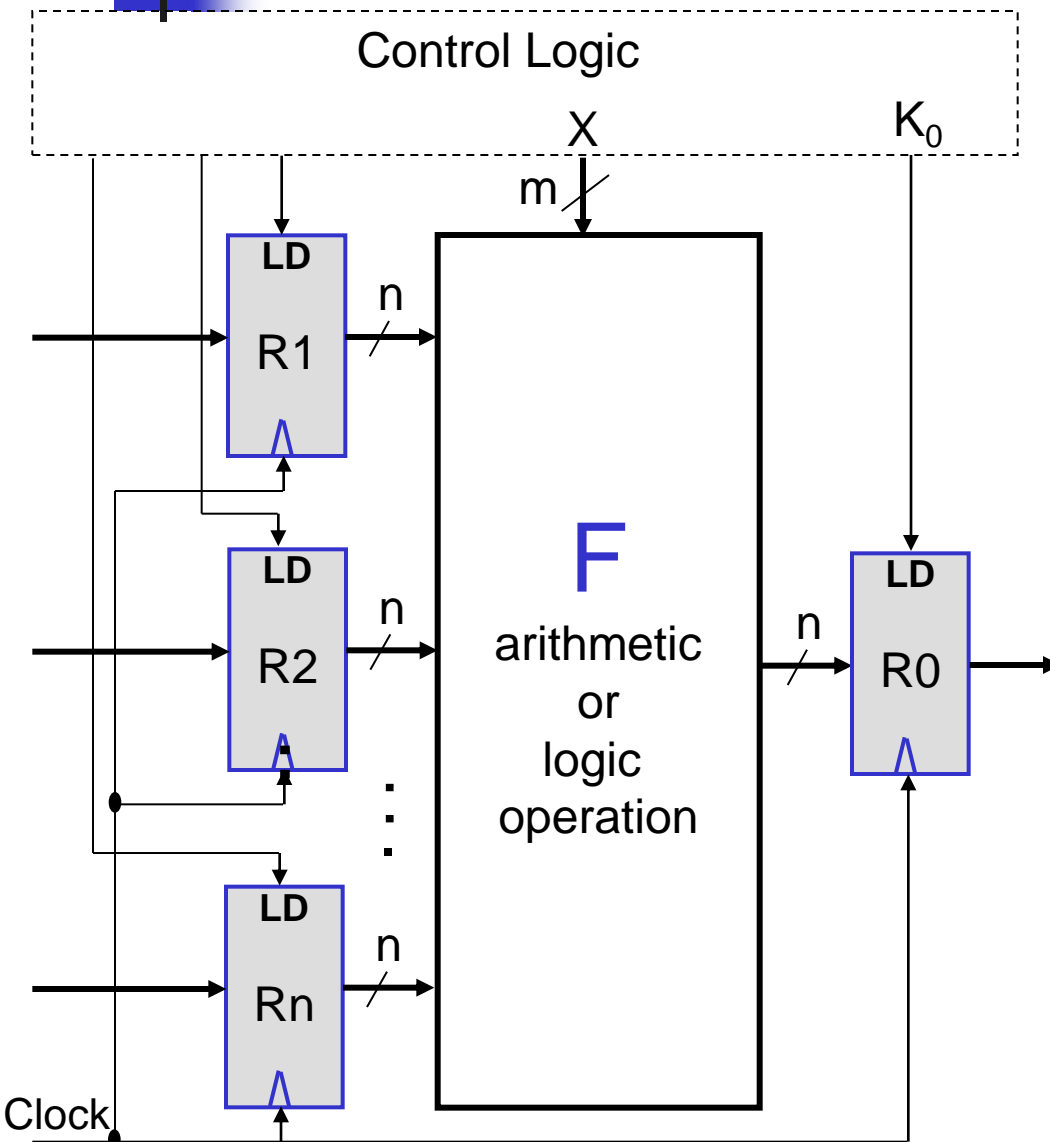 Control Logic
X
K₀
m
LD
R1
n
LD
R2
n
F
arithmetic
or
logic
operation
n
LD
R0
LD
Rn
n
Clock